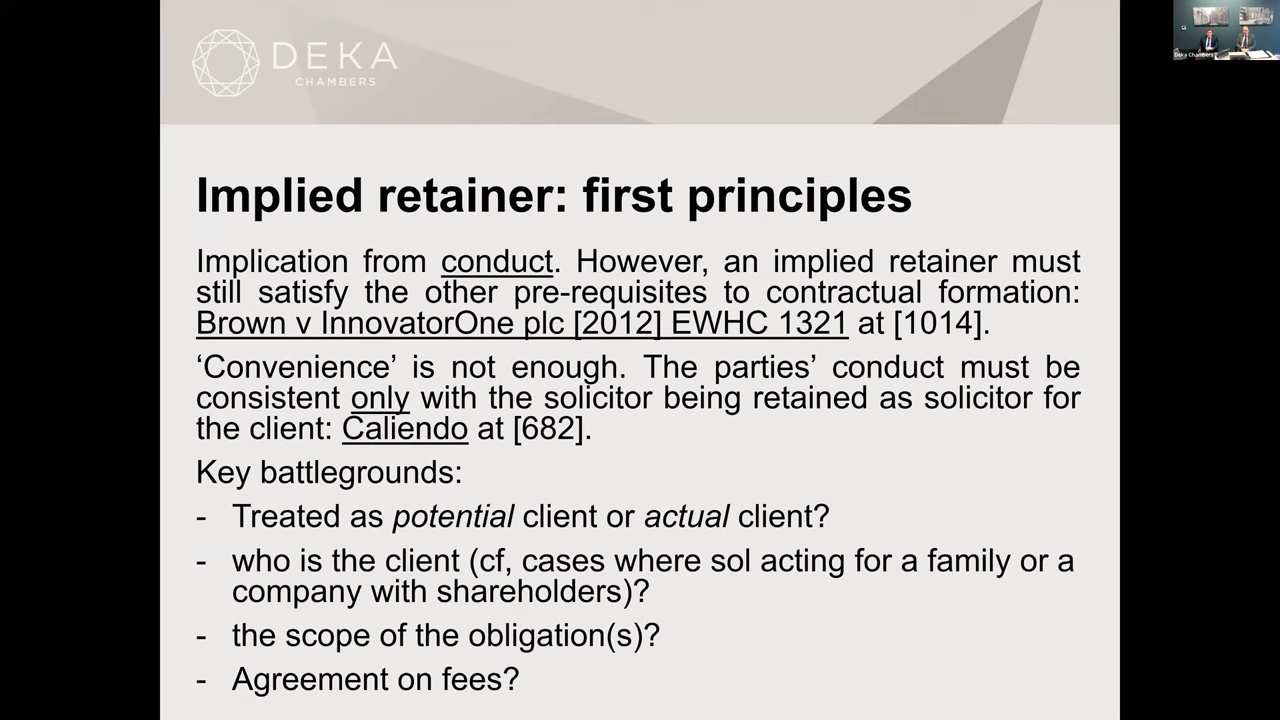 DEKA
CHAMBERS
Deka Chambers
Implied retainer: first principles
Implication from conduct. However, an implied retainer must
still satisfy the other pre-requisites to contractual formation:
Brown v InnovatorOne plc [2012] EWHC 1321 at [1014].
‘Convenience’ is not enough. The parties’ conduct must be
consistent only with the solicitor being retained as solicitor for
the client: Caliendo at [682].
Key battlegrounds:
- Treated as potential client or actual client?
- who is the client (cf, cases where sol acting for a family or a
company with shareholders)?
- the scope of the obligation(s)?
- Agreement on fees?